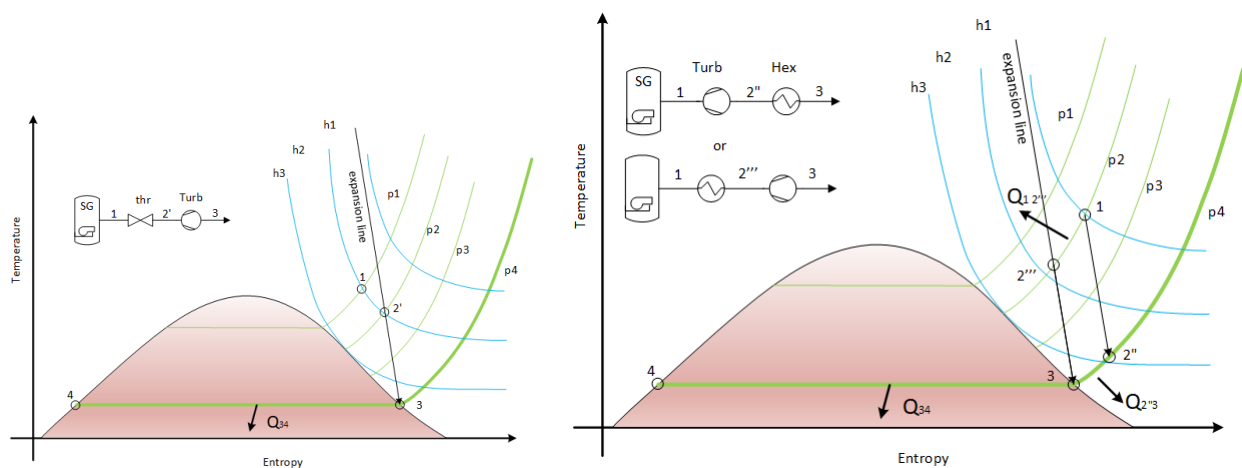 h1
h2
h3
expansion line
p1
p2
p3
p4
SG
thr
Turb
1
2'
3
1
2'
3
4
Q34
Temperature
Entropy
h1
h2
h3
expansion line
p1
p2
p3
p4
Turb
Hex
SG
1
2"
3
or
1
2'''
3
Q1 2'''
1
2'''
2"
3
4
Q34
Q2"3
Temperature
Entropy